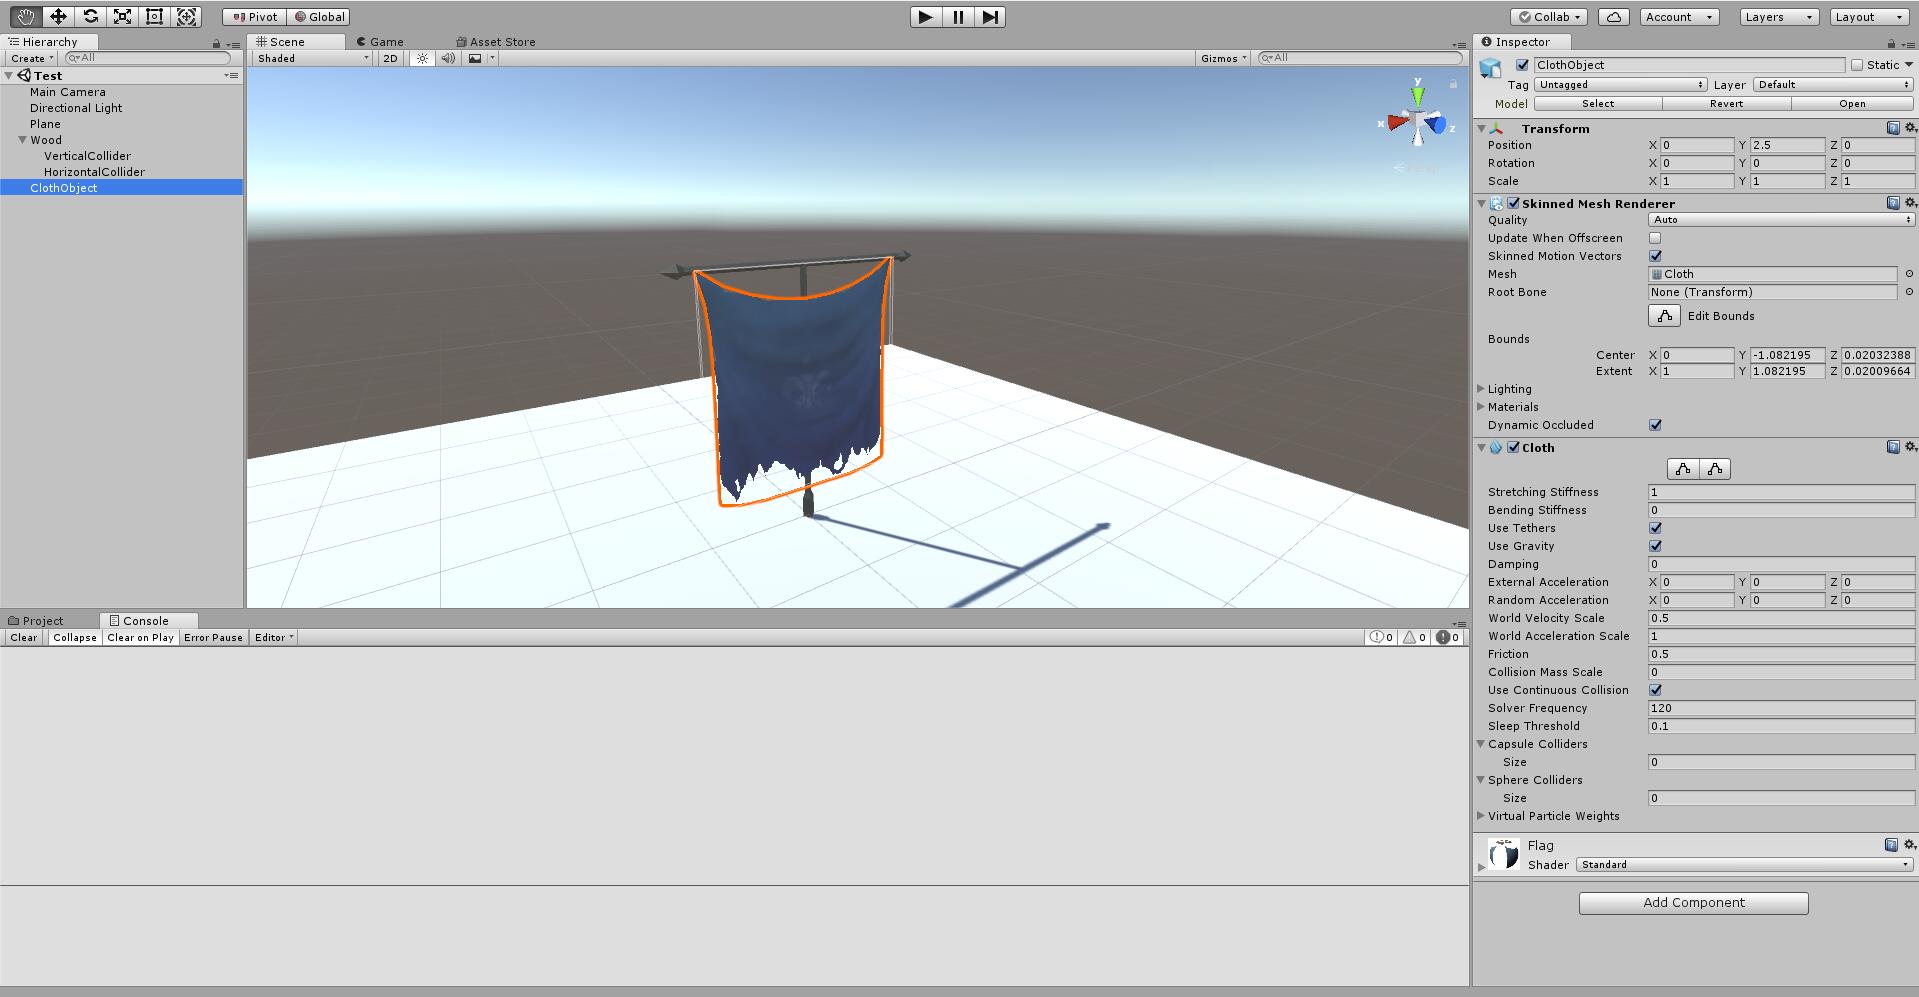 Pivot Global
Collab Account Layers Layout
Hierarchy
Create All
Test
Main Camera
Directional Light
Plane
Wood
VerticalCollider
HorizontalCollider
ClothObject
Scene Game Asset Store
Shaded 2D Gizmos All
y
x
z
Project Console
Clear Collapse Clear on Play Error Pause Editor 0 0 0
Inspector
ClothObject Static
Tag Untagged Layer Default
Model Select Revert Open
Transform
Position X 0 Y 2.5 Z 0
Rotation X 0 Y 0 Z 0
Scale X 1 Y 1 Z 1
Skinned Mesh Renderer
Quality Auto
Update When Offscreen
Skinned Motion Vectors
Mesh Cloth
Root Bone None (Transform)
Edit Bounds
Bounds
Center X 0 Y -1.082195 Z 0.02032388
Extent X 1 Y 1.082195 Z 0.02009664
Lighting
Materials
Dynamic Occluded
Cloth
Stretching Stiffness 1
Bending Stiffness 0
Use Tethers
Use Gravity
Damping 0
External Acceleration X 0 Y 0 Z 0
Random Acceleration X 0 Y 0 Z 0
World Velocity Scale 0.5
World Acceleration Scale 1
Friction 0.5
Collision Mass Scale 0
Use Continuous Collision
Solver Frequency 120
Sleep Threshold 0.1
Capsule Colliders
Size 0
Sphere Colliders
Size 0
Virtual Particle Weights
Flag
Shader Standard
Add Component